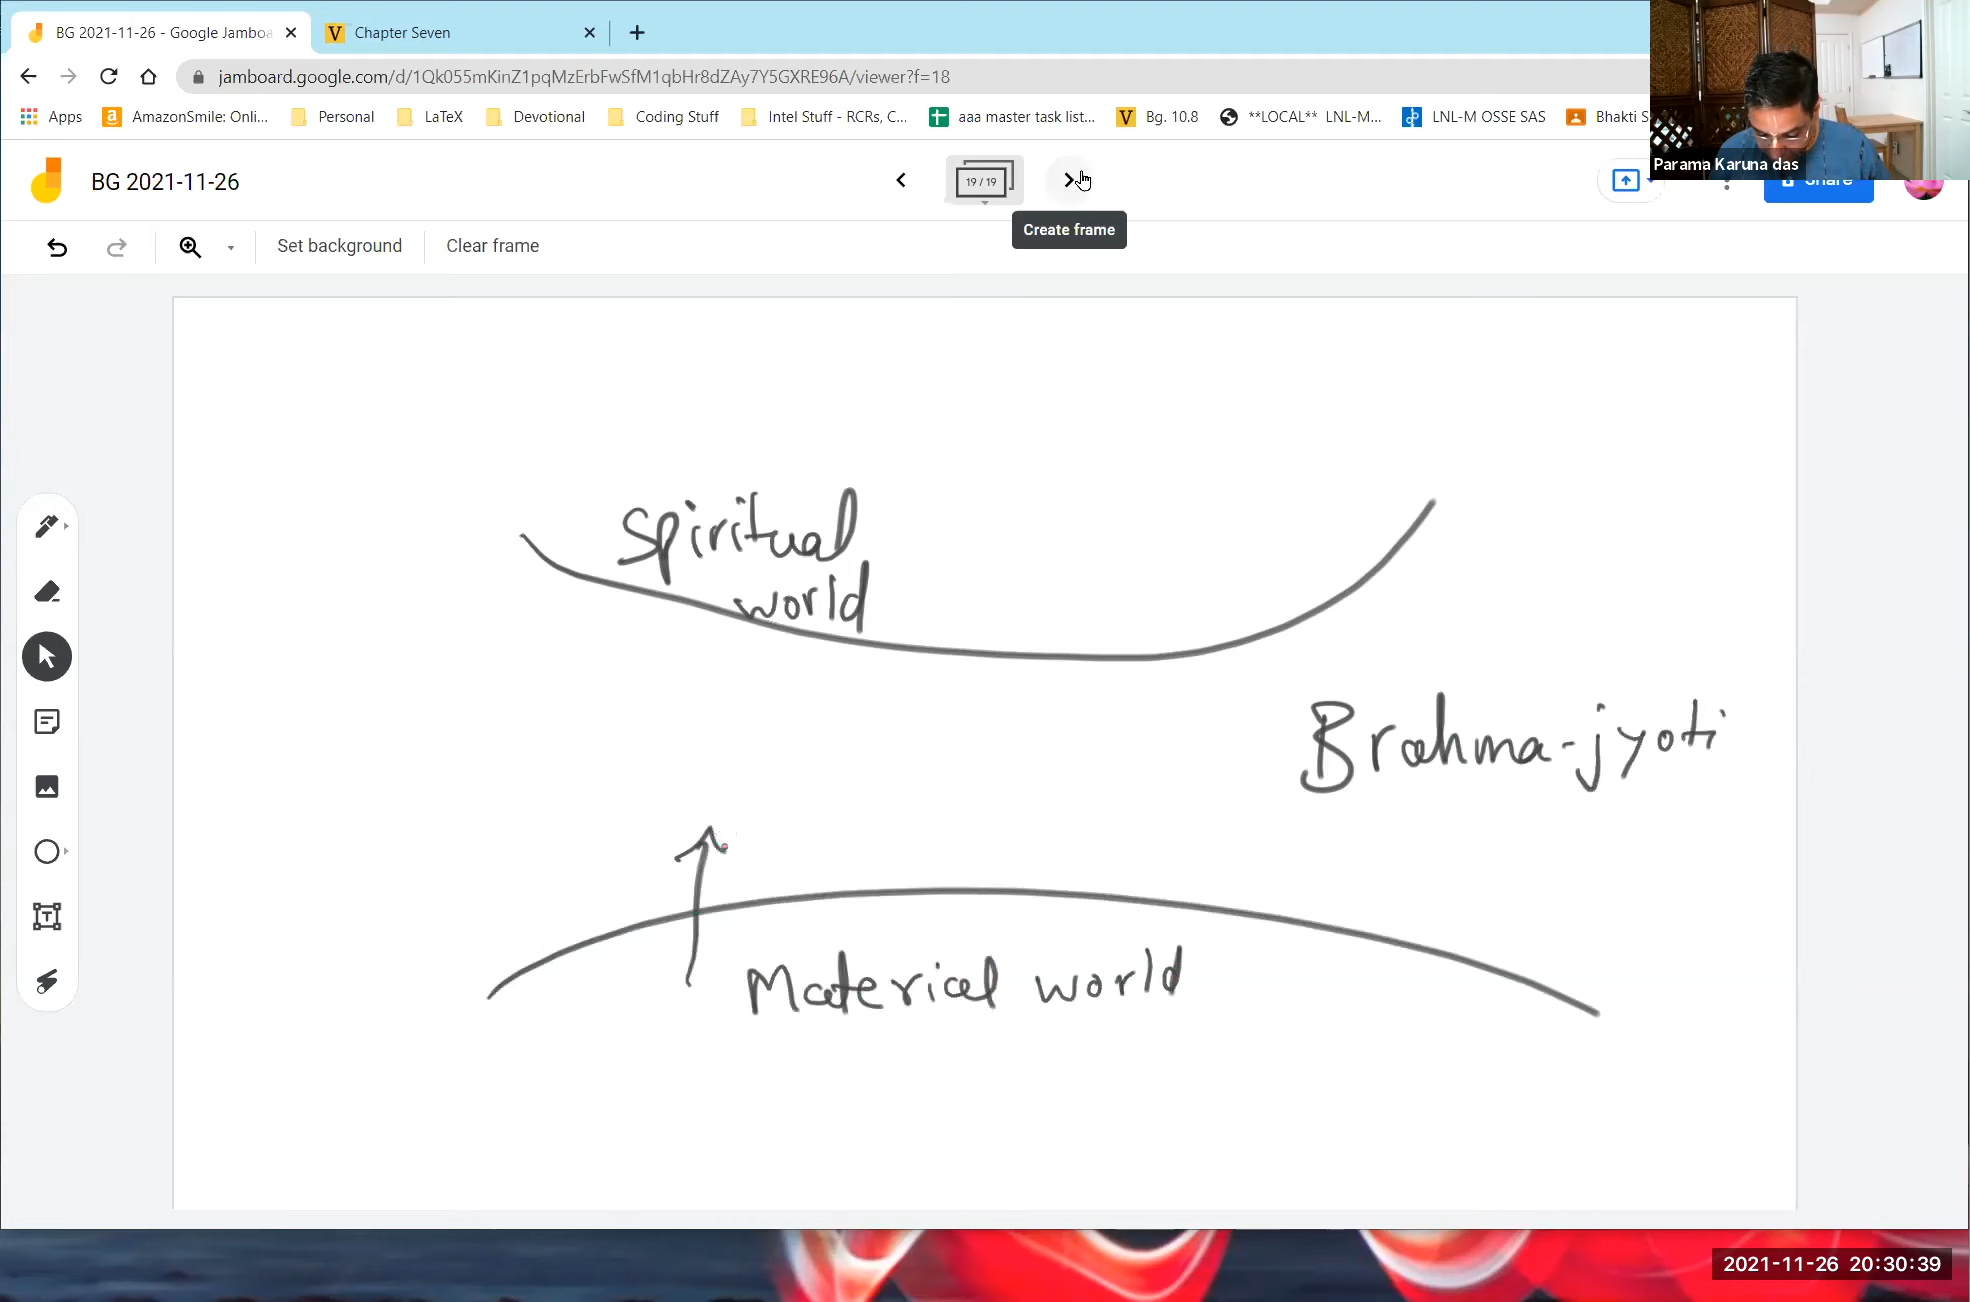 BG 2021-11-26 - Google Jamboa
Chapter Seven
jamboard.google.com/d/1Qk055mKinZ1pqMzErbFwSfM1qbHr8dZAy7Y5GXRE96A/viewer?f=18
Apps AmazonSmile: Onli... Personal LaTeX Devotional Coding Stuff Intel Stuff - RCRs, C... aaa master task list... Bg. 10.8 **LOCAL** LNL-M... LNL-M OSSE SAS Bhakti S
Parama Karuna das
BG 2021-11-26
19 / 19
Share
Create frame
Set background Clear frame
Spiritual
world
Brahma-jyoti
Material world
2021-11-26 20:30:39